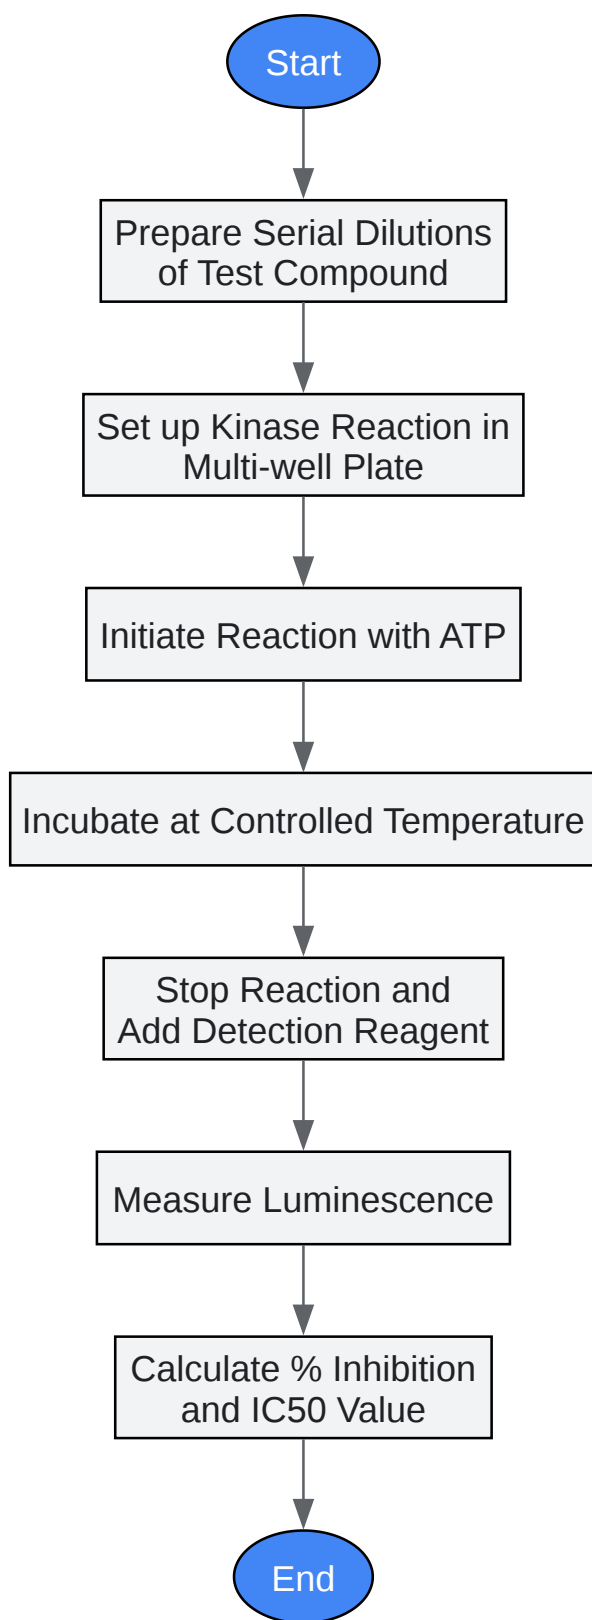 Start
Prepare Serial Dilutions
of Test Compound
Set up Kinase Reaction in
Multi-well Plate
Initiate Reaction with ATP
Incubate at Controlled Temperature
Stop Reaction and
Add Detection Reagent
Measure Luminescence
Calculate % Inhibition
and IC50 Value
End